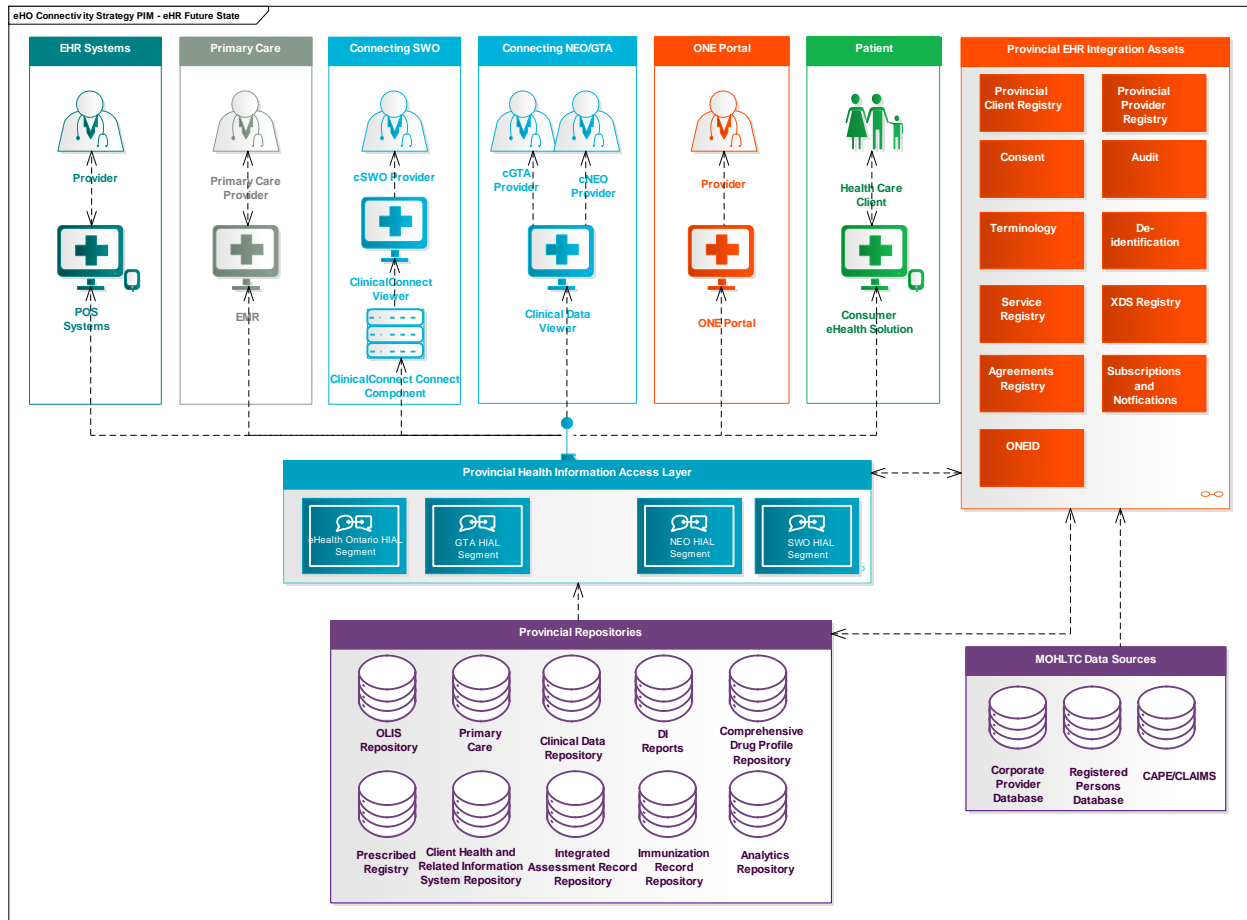 eHO Connectivity Strategy PIM - eHR Future State
EHR Systems
Provider
POS
Systems
Primary Care
Primary Care
Provider
EMR
Connecting SWO
cSWO Provider
ClinicalConnect
Viewer
ClinicalConnect Connect
Component
Connecting NEO/GTA
cGTA
Provider
cNEO
Provider
Clinical Data
Viewer
ONE Portal
Provider
ONE Portal
Patient
Health Care
Client
Consumer
eHealth Solution
Provincial EHR Integration Assets
Provincial
Client Registry
Provincial
Provider
Registry
Consent
Audit
Terminology
De-
identification
Service
Registry
XDS Registry
Agreements
Registry
Subscriptions
and
Notfications
ONEID
Provincial Health Information Access Layer
eHealth Ontario HIAL
Segment
GTA HIAL
Segment
NEO HIAL
Segment
SWO HIAL
Segment
Provincial Repositories
OLIS
Repository
Primary
Care
Clinical Data
Repository
DI
Reports
Comprehensive
Drug Profile
Repository
Prescribed
Registry
Client Health and
Related Information
System Repository
Integrated
Assessment Record
Repository
Immunization
Record
Repository
Analytics
Repository
MOHLTC Data Sources
Corporate
Provider
Database
Registered
Persons
Database
CAPE/CLAIMS